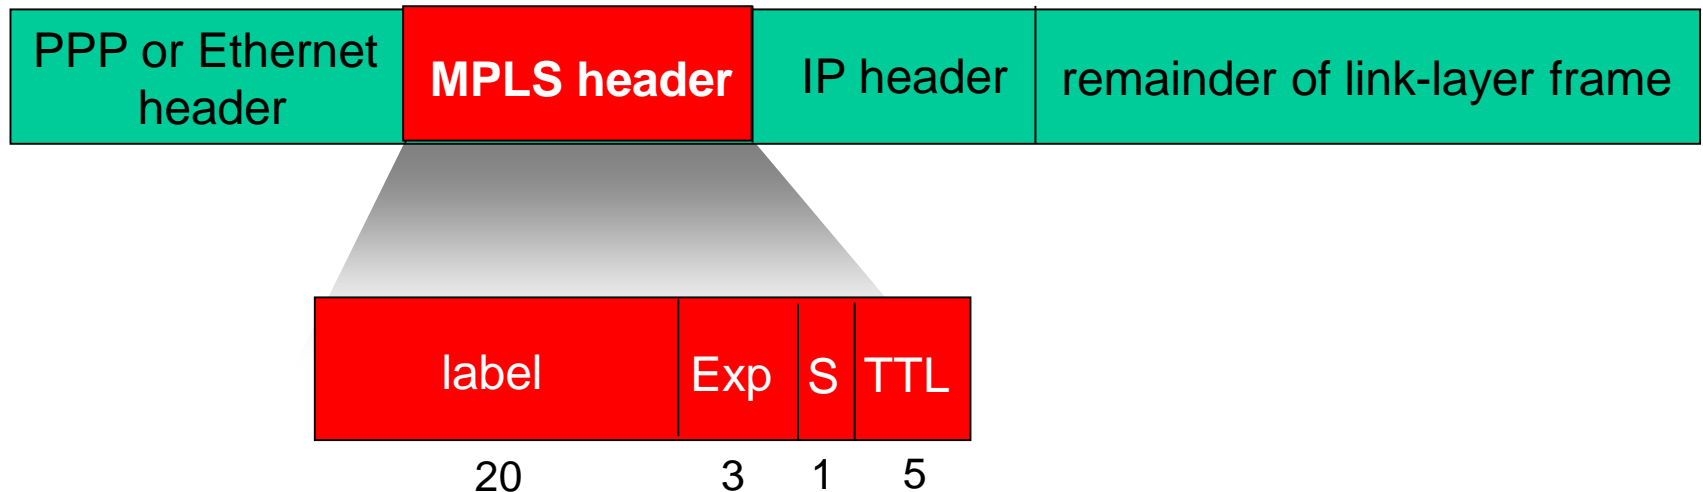 PPP or Ethernet
header
MPLS header
IP header
remainder of link-layer frame
label
Exp
S
TTL
20
3
1
5